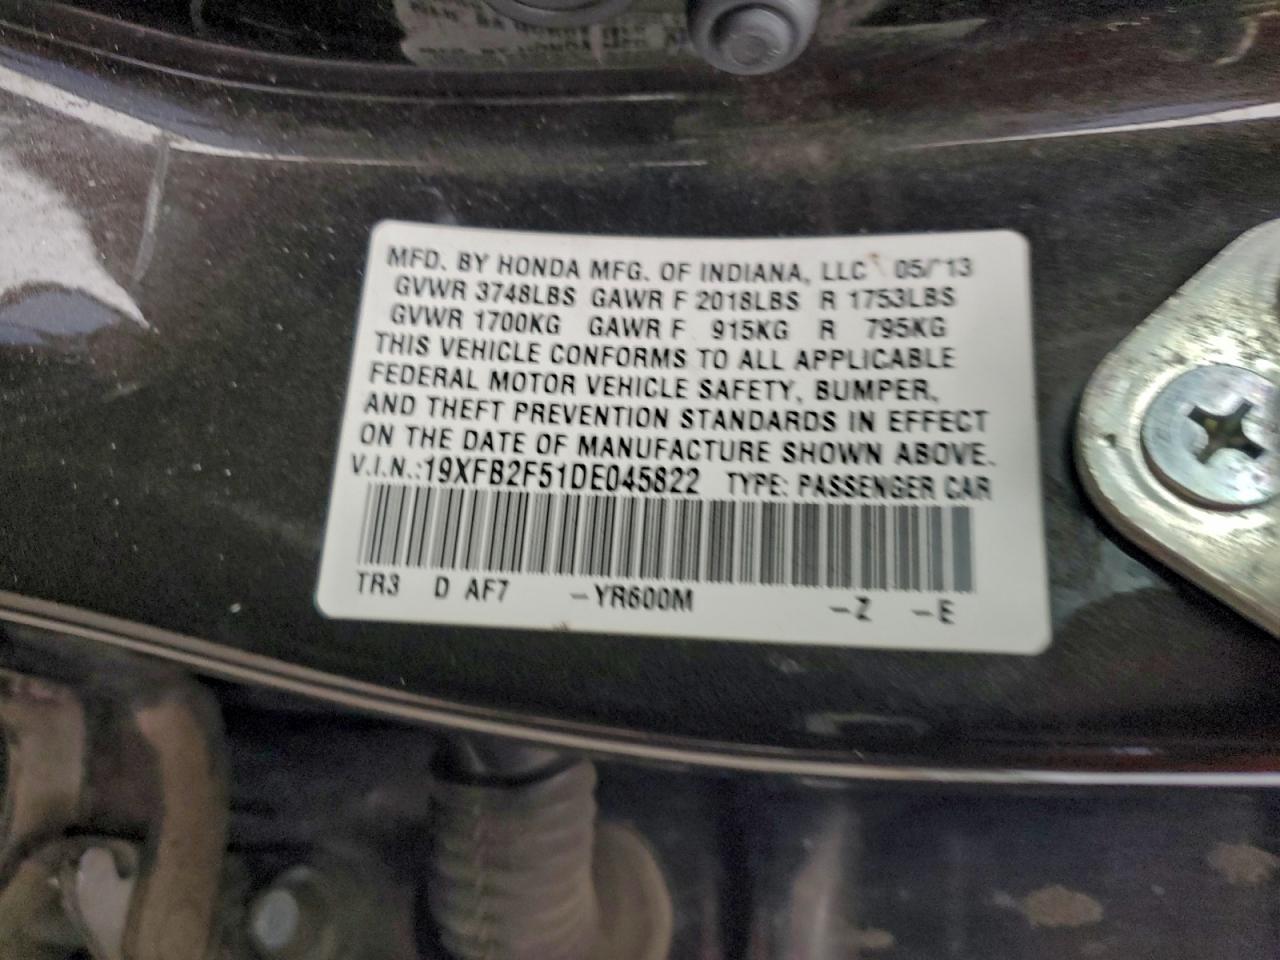 MFD. BY HONDA MFG. OF INDIANA, LLC 05/'13
GVWR 3748LBS GAWR F 2018LBS R 1753LBS
GVWR 1700KG GAWR F 915KG R 795KG
THIS VEHICLE CONFORMS TO ALL APPLICABLE
FEDERAL MOTOR VEHICLE SAFETY, BUMPER,
AND THEFT PREVENTION STANDARDS IN EFFECT
ON THE DATE OF MANUFACTURE SHOWN ABOVE.
V.I.N.:19XFB2F51DE045822 TYPE: PASSENGER CAR
TR3 D AF7 -YR600M -Z -E